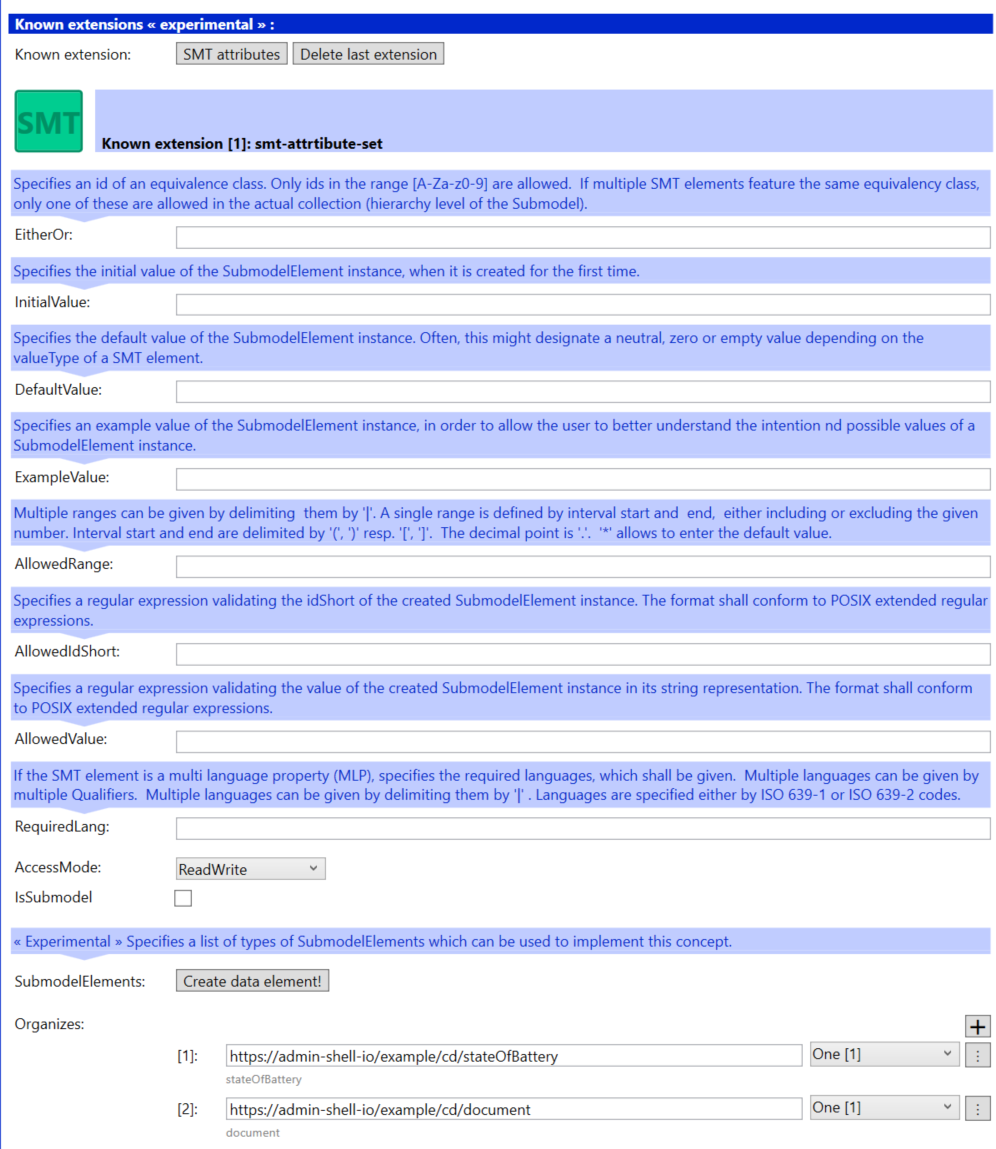 Known extensions « experimental » :
Known extension: SMT attributes Delete last extension
SMT
Known extension [1]: smt-attrtibute-set
Specifies an id of an equivalence class. Only ids in the range [A-Za-z0-9] are allowed.  If multiple SMT elements feature the same equivalency class,
only one of these are allowed in the actual collection (hierarchy level of the Submodel).
EitherOr:
Specifies the initial value of the SubmodelElement instance, when it is created for the first time.
InitialValue:
Specifies the default value of the SubmodelElement instance. Often, this might designate a neutral, zero or empty value depending on the
valueType of a SMT element.
DefaultValue:
Specifies an example value of the SubmodelElement instance, in order to allow the user to better understand the intention nd possible values of a
SubmodelElement instance.
ExampleValue:
Multiple ranges can be given by delimiting  them by '|'. A single range is defined by interval start and  end,  either including or excluding the given
number. Interval start and end are delimited by '(', ')' resp. '[', ']'.  The decimal point is '.'.  '*' allows to enter the default value.
AllowedRange:
Specifies a regular expression validating the idShort of the created SubmodelElement instance. The format shall conform to POSIX extended regular
expressions.
AllowedIdShort:
Specifies a regular expression validating the value of the created SubmodelElement instance in its string representation. The format shall conform
to POSIX extended regular expressions.
AllowedValue:
If the SMT element is a multi language property (MLP), specifies the required languages, which shall be given.  Multiple languages can be given by
multiple Qualifiers.  Multiple languages can be given by delimiting them by '|' . Languages are specified either by ISO 639-1 or ISO 639-2 codes.
RequiredLang:
AccessMode: ReadWrite
IsSubmodel
« Experimental » Specifies a list of types of SubmodelElements which can be used to implement this concept.
SubmodelElements: Create data element!
Organizes: +
[1]: https://admin-shell-io/example/cd/stateOfBattery One [1] ⋮
stateOfBattery
[2]: https://admin-shell-io/example/cd/document One [1] ⋮
document